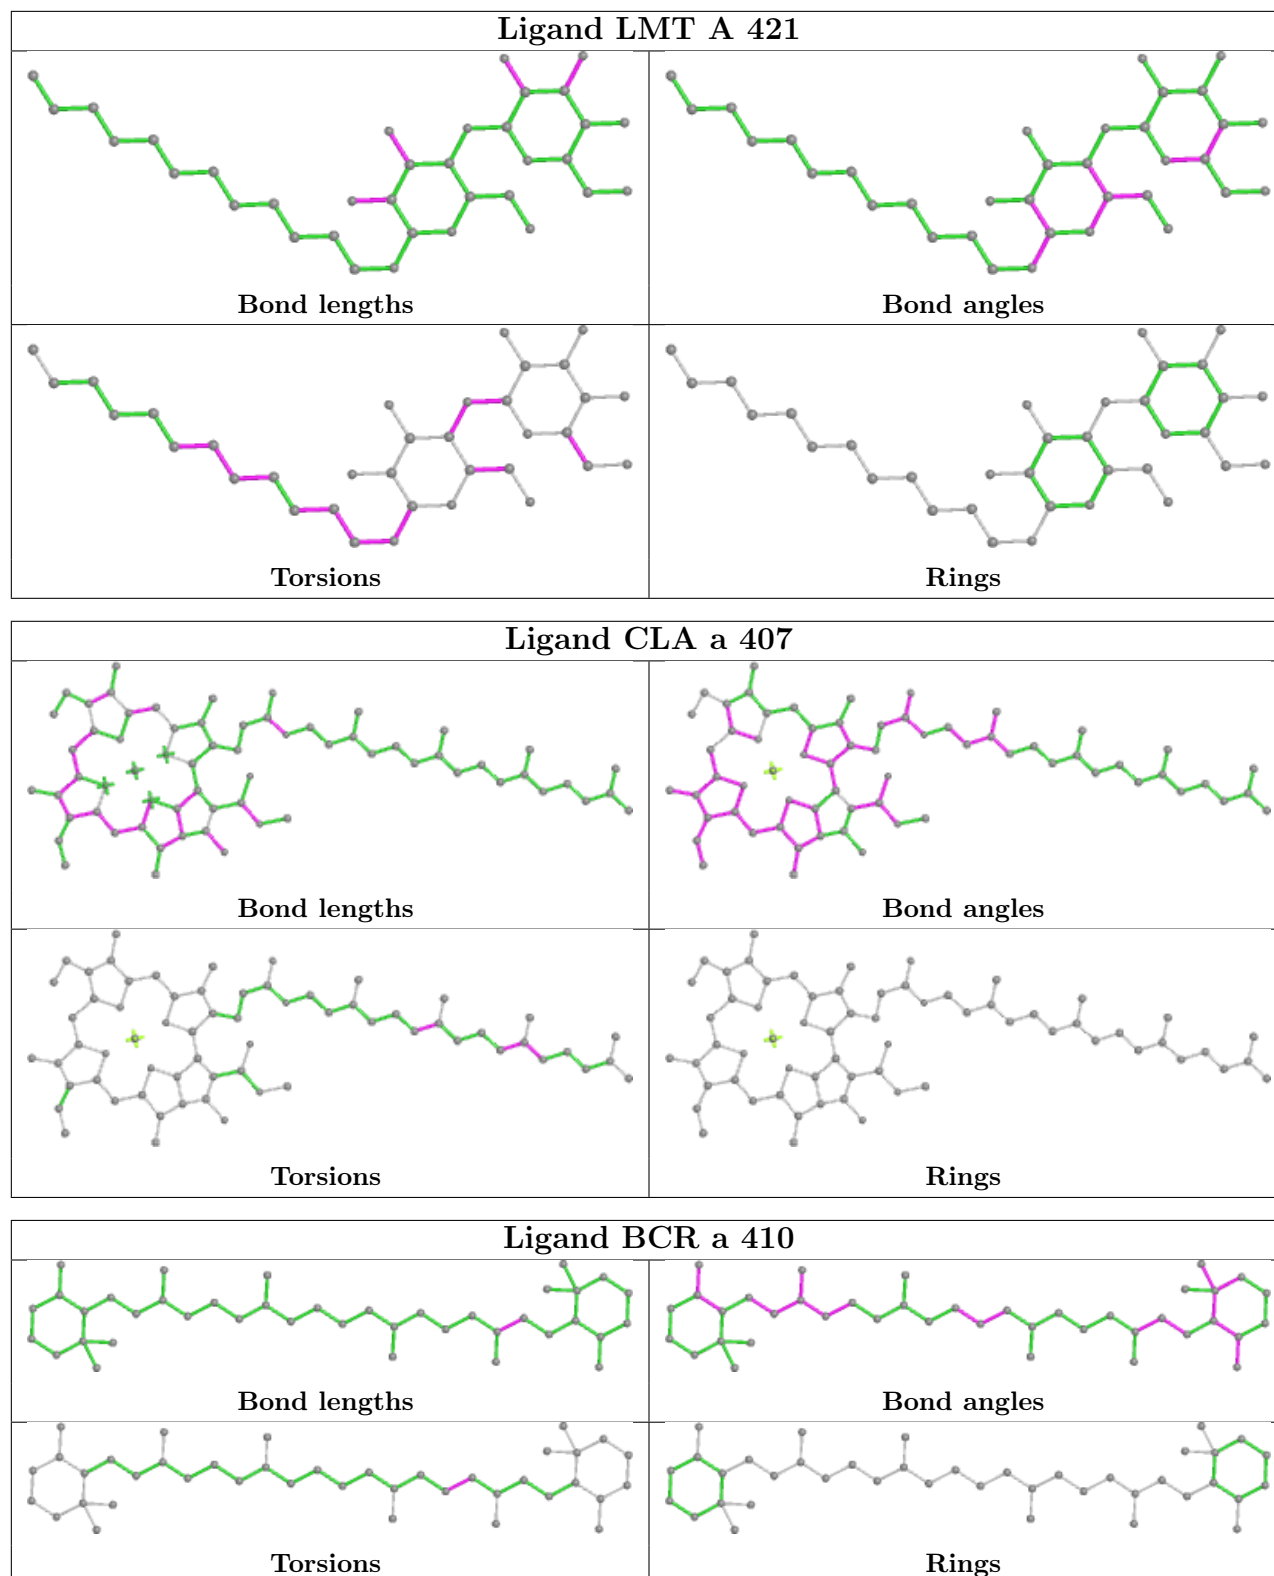 Ligand LMT A 421
Bond lengths
Bond angles
Torsions
Rings
Ligand CLA a 407
Bond lengths
Bond angles
Torsions
Rings
Ligand BCR a 410
Bond lengths
Bond angles
Torsions
Rings